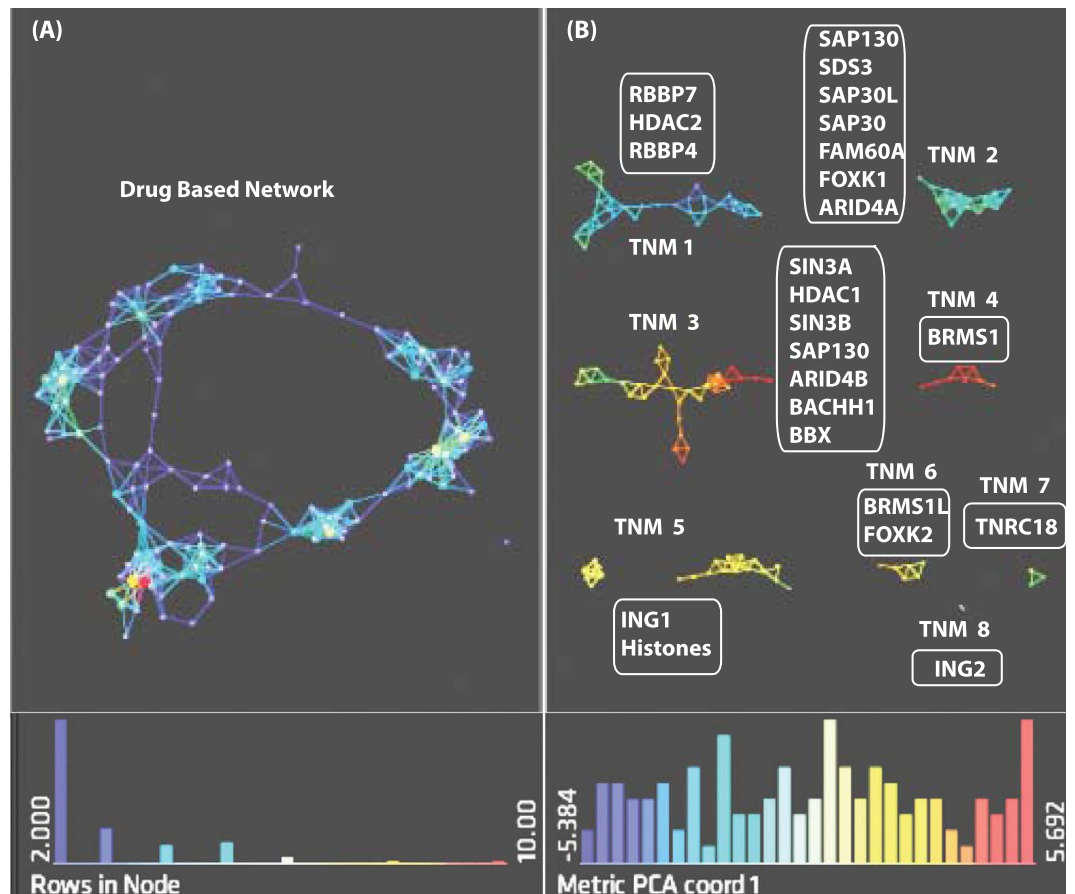 (A)
Drug Based Network
2.000
10.00
Rows in Node
(B)
RBBP7
HDAC2
RBBP4
TNM 1
SAP130
SDS3
SAP30L
SAP30
FAM60A
FOXK1
ARID4A
TNM 2
TNM 3
SIN3A
HDAC1
SIN3B
SAP130
ARID4B
BACHH1
BBX
TNM 4
BRMS1
TNM 5
ING1
Histones
TNM 6
BRMS1L
FOXK2
TNM 7
TNRC18
TNM 8
ING2
-5.384
5.692
Metric PCA coord 1